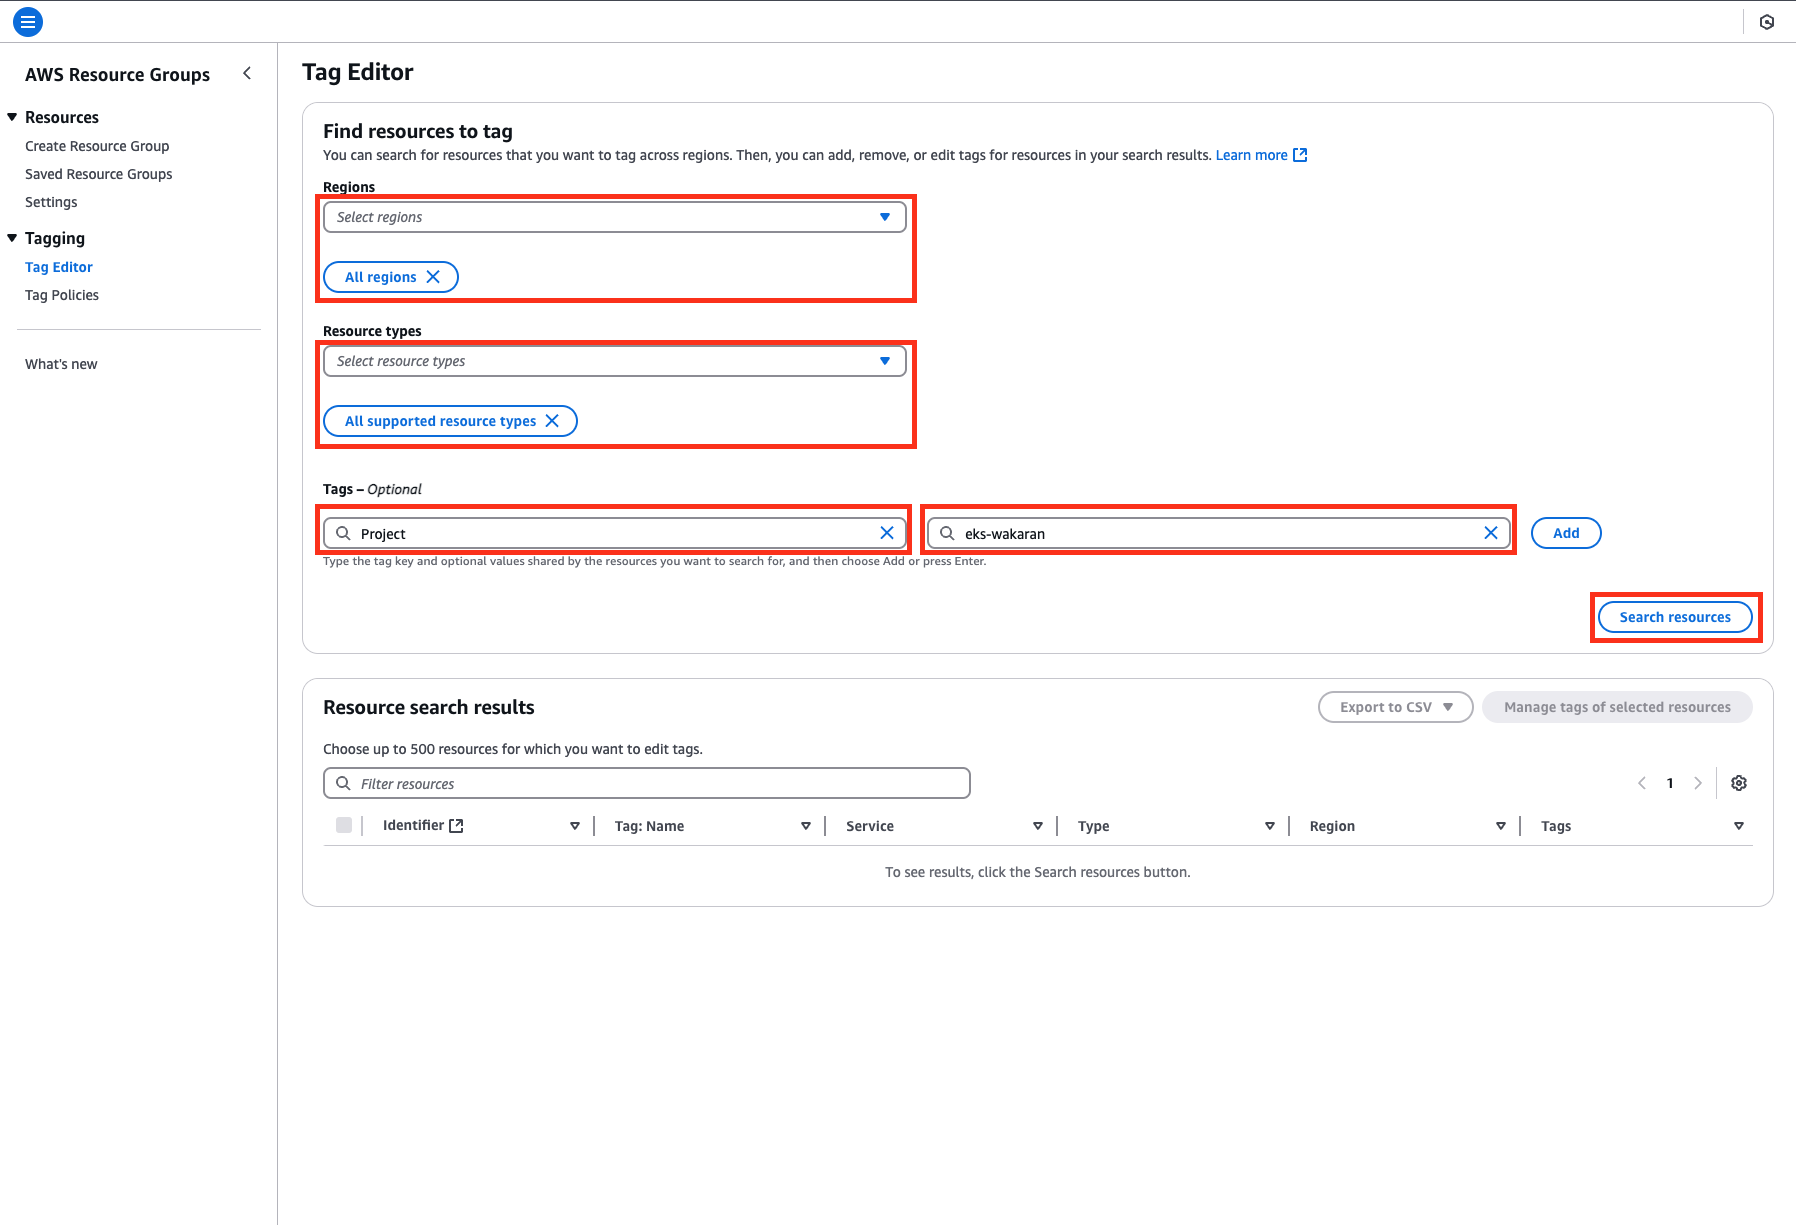 AWS Resource Groups
Resources
Create Resource Group
Saved Resource Groups
Settings
Tagging
Tag Editor
Tag Policies
What's new
Tag Editor
Find resources to tag
You can search for resources that you want to tag across regions. Then, you can add, remove, or edit tags for resources in your search results. Learn more
Regions
Select regions
All regions
Resource types
Select resource types
All supported resource types
Tags – Optional
Project
eks-wakaran
Add
Type the tag key and optional values shared by the resources you want to search for, and then choose Add or press Enter.
Search resources
Resource search results
Export to CSV
Manage tags of selected resources
Choose up to 500 resources for which you want to edit tags.
Filter resources
1
Identifier
Tag: Name
Service
Type
Region
Tags
To see results, click the Search resources button.